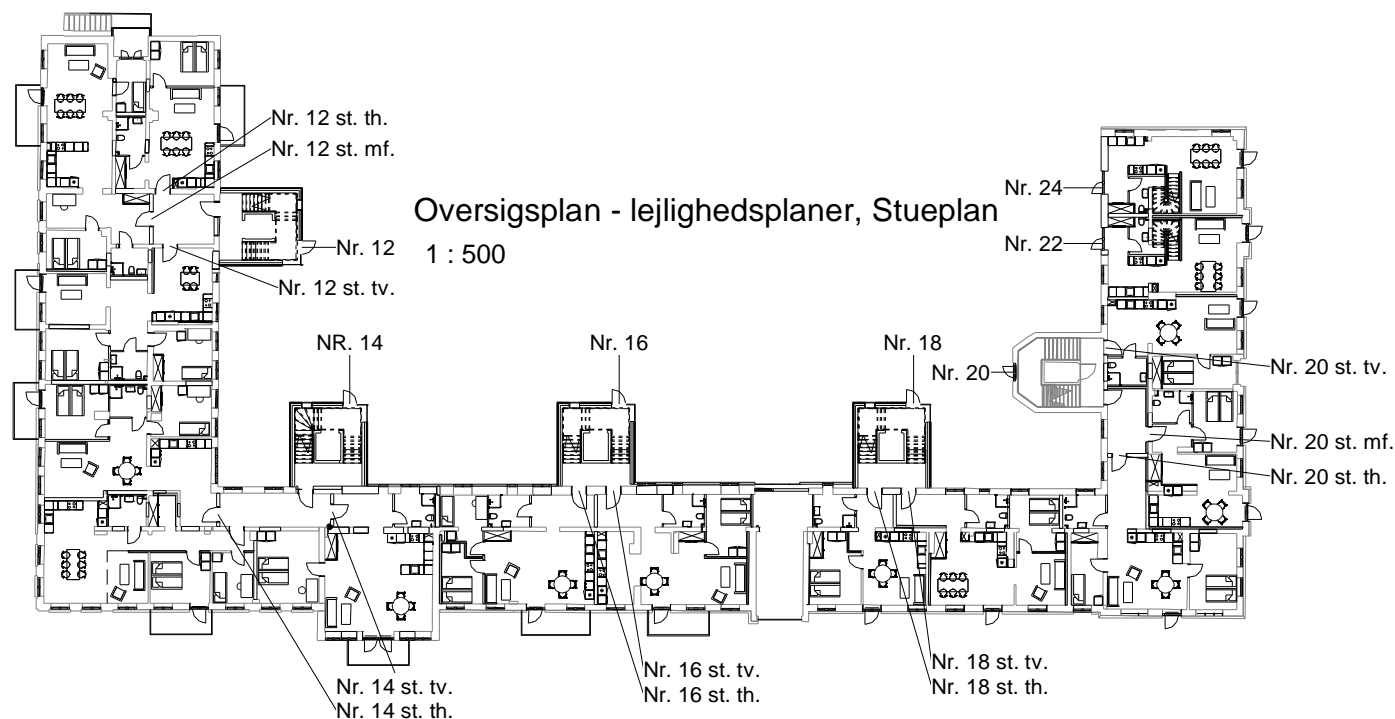 Nr. 12 st. th.
Nr. 12 st. mf.
Oversigsplan - lejlighedsplaner, Stueplan
1 : 500
Nr. 12
Nr. 12 st. tv.
Nr. 24
Nr. 22
NR. 14
Nr. 16
Nr. 18
Nr. 20
Nr. 20 st. tv.
Nr. 20 st. mf.
Nr. 20 st. th.
Nr. 14 st. tv.
Nr. 14 st. th.
Nr. 16 st. tv.
Nr. 16 st. th.
Nr. 18 st. tv.
Nr. 18 st. th.